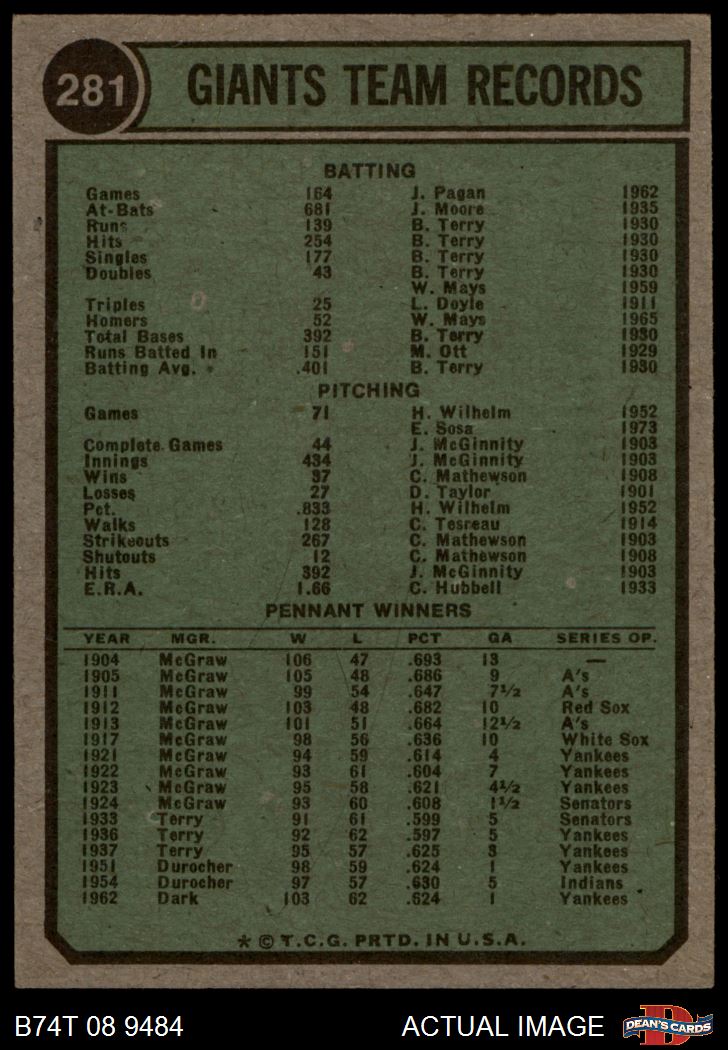 281 GIANTS TEAM RECORDS
BATTING
Games 164 J. Pagan 1962
At-Bats 681 J. Moore 1935
Runs 139 B. Terry 1930
Hits 254 B. Terry 1930
Singles 177 B. Terry 1930
Doubles 43 B. Terry 1930
W. Mays 1959
Triples 25 L. Doyle 1911
Homers 52 W. Mays 1965
Total Bases 392 B. Terry 1930
Runs Batted In 151 M. Ott 1929
Batting Avg. .401 B. Terry 1930
PITCHING
Games 71 H. Wilhelm 1952
E. Sosa 1973
Complete Games 44 J. McGinnity 1903
Innings 434 J. McGinnity 1903
Wins 37 C. Mathewson 1908
Losses 27 D. Taylor 1901
Pct. .833 H. Wilhelm 1952
Walks 128 C. Tesreau 1914
Strikeouts 267 C. Mathewson 1903
Shutouts 12 C. Mathewson 1908
Hits 392 J. McGinnity 1903
E.R.A. 1.66 C. Hubbell 1933
PENNANT WINNERS
YEAR MGR. W L PCT GA SERIES OP.
1904 McGraw 106 47 .693 13 —
1905 McGraw 105 48 .686 9 A's
1911 McGraw 99 54 .647 7½ A's
1912 McGraw 103 48 .682 10 Red Sox
1913 McGraw 101 51 .664 12½ A's
1917 McGraw 98 56 .636 10 White Sox
1921 McGraw 94 59 .614 4 Yankees
1922 McGraw 93 61 .604 7 Yankees
1923 McGraw 95 58 .621 4½ Yankees
1924 McGraw 93 60 .608 1½ Senators
1933 Terry 91 61 .599 5 Senators
1936 Terry 92 62 .597 5 Yankees
1937 Terry 95 57 .625 3 Yankees
1951 Durocher 98 59 .624 1 Yankees
1954 Durocher 97 57 .630 5 Indians
1962 Dark 103 62 .624 1 Yankees
* © T.C.G. PRTD. IN U.S.A.
B74T 08 9484 ACTUAL IMAGE D DEAN'S CARDS